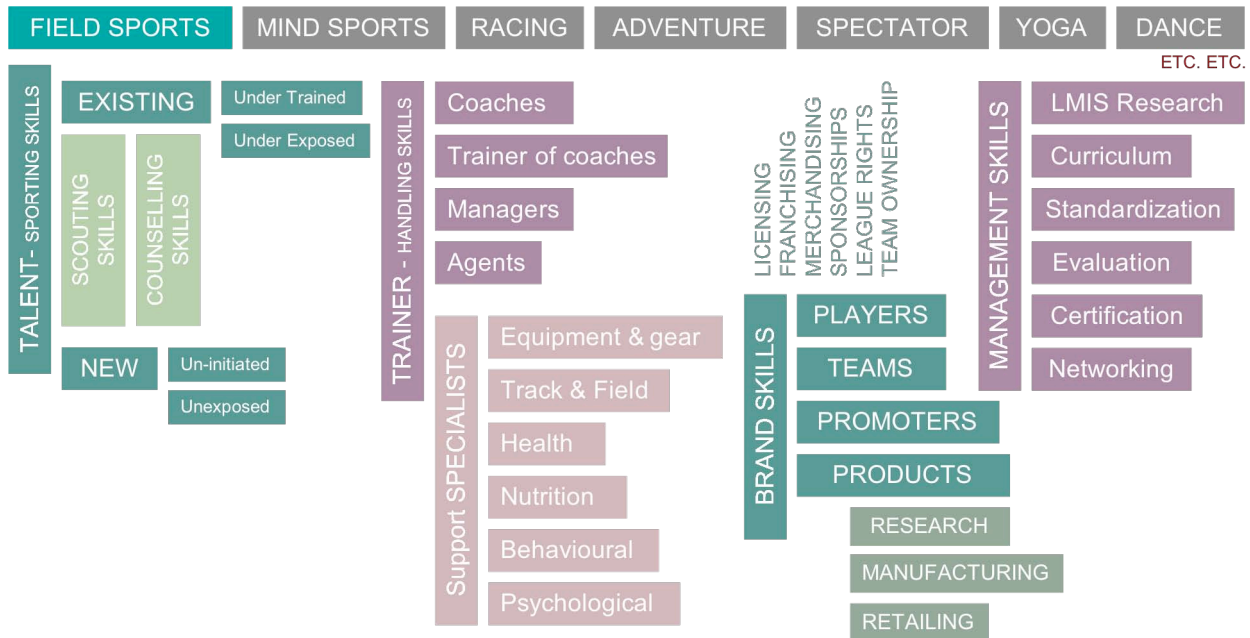 FIELD SPORTS
MIND SPORTS
RACING
ADVENTURE
SPECTATOR
YOGA
DANCE
ETC. ETC.
TALENT- SPORTING SKILLS
EXISTING
Under Trained
Under Exposed
SCOUTING
SKILLS
COUNSELLING
SKILLS
NEW
Un-initiated
Unexposed
TRAINER - HANDLING SKILLS
Coaches
Trainer of coaches
Managers
Agents
Support SPECIALISTS
Equipment & gear
Track & Field
Health
Nutrition
Behavioural
Psychological
LICENSING
FRANCHISING
MERCHANDISING
SPONSORSHIPS
LEAGUE RIGHTS
TEAM OWNERSHIP
BRAND SKILLS
PLAYERS
TEAMS
PROMOTERS
PRODUCTS
RESEARCH
MANUFACTURING
RETAILING
MANAGEMENT SKILLS
LMIS Research
Curriculum
Standardization
Evaluation
Certification
Networking